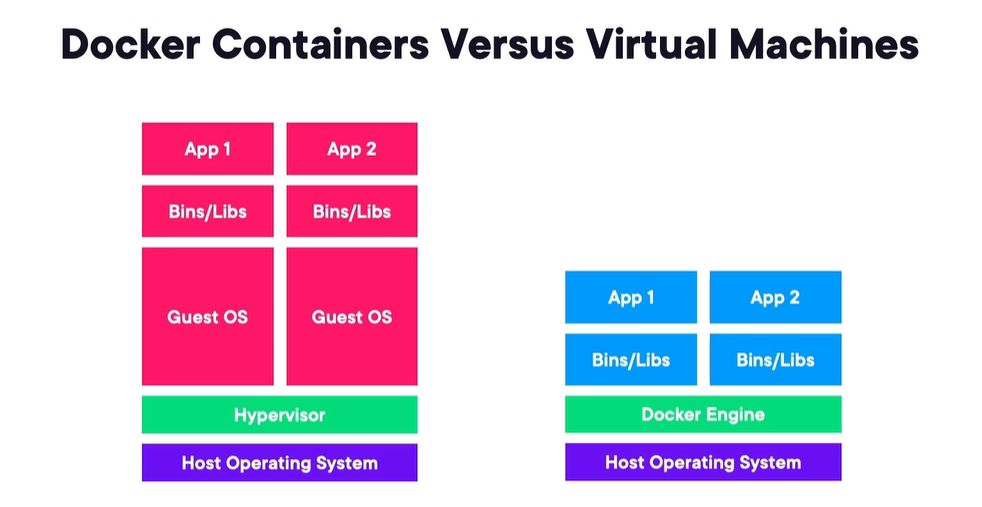 Docker Containers Versus Virtual Machines
App 1
App 2
Bins/Libs
Bins/Libs
Guest OS
Guest OS
Hypervisor
Host Operating System
App 1
App 2
Bins/Libs
Bins/Libs
Docker Engine
Host Operating System